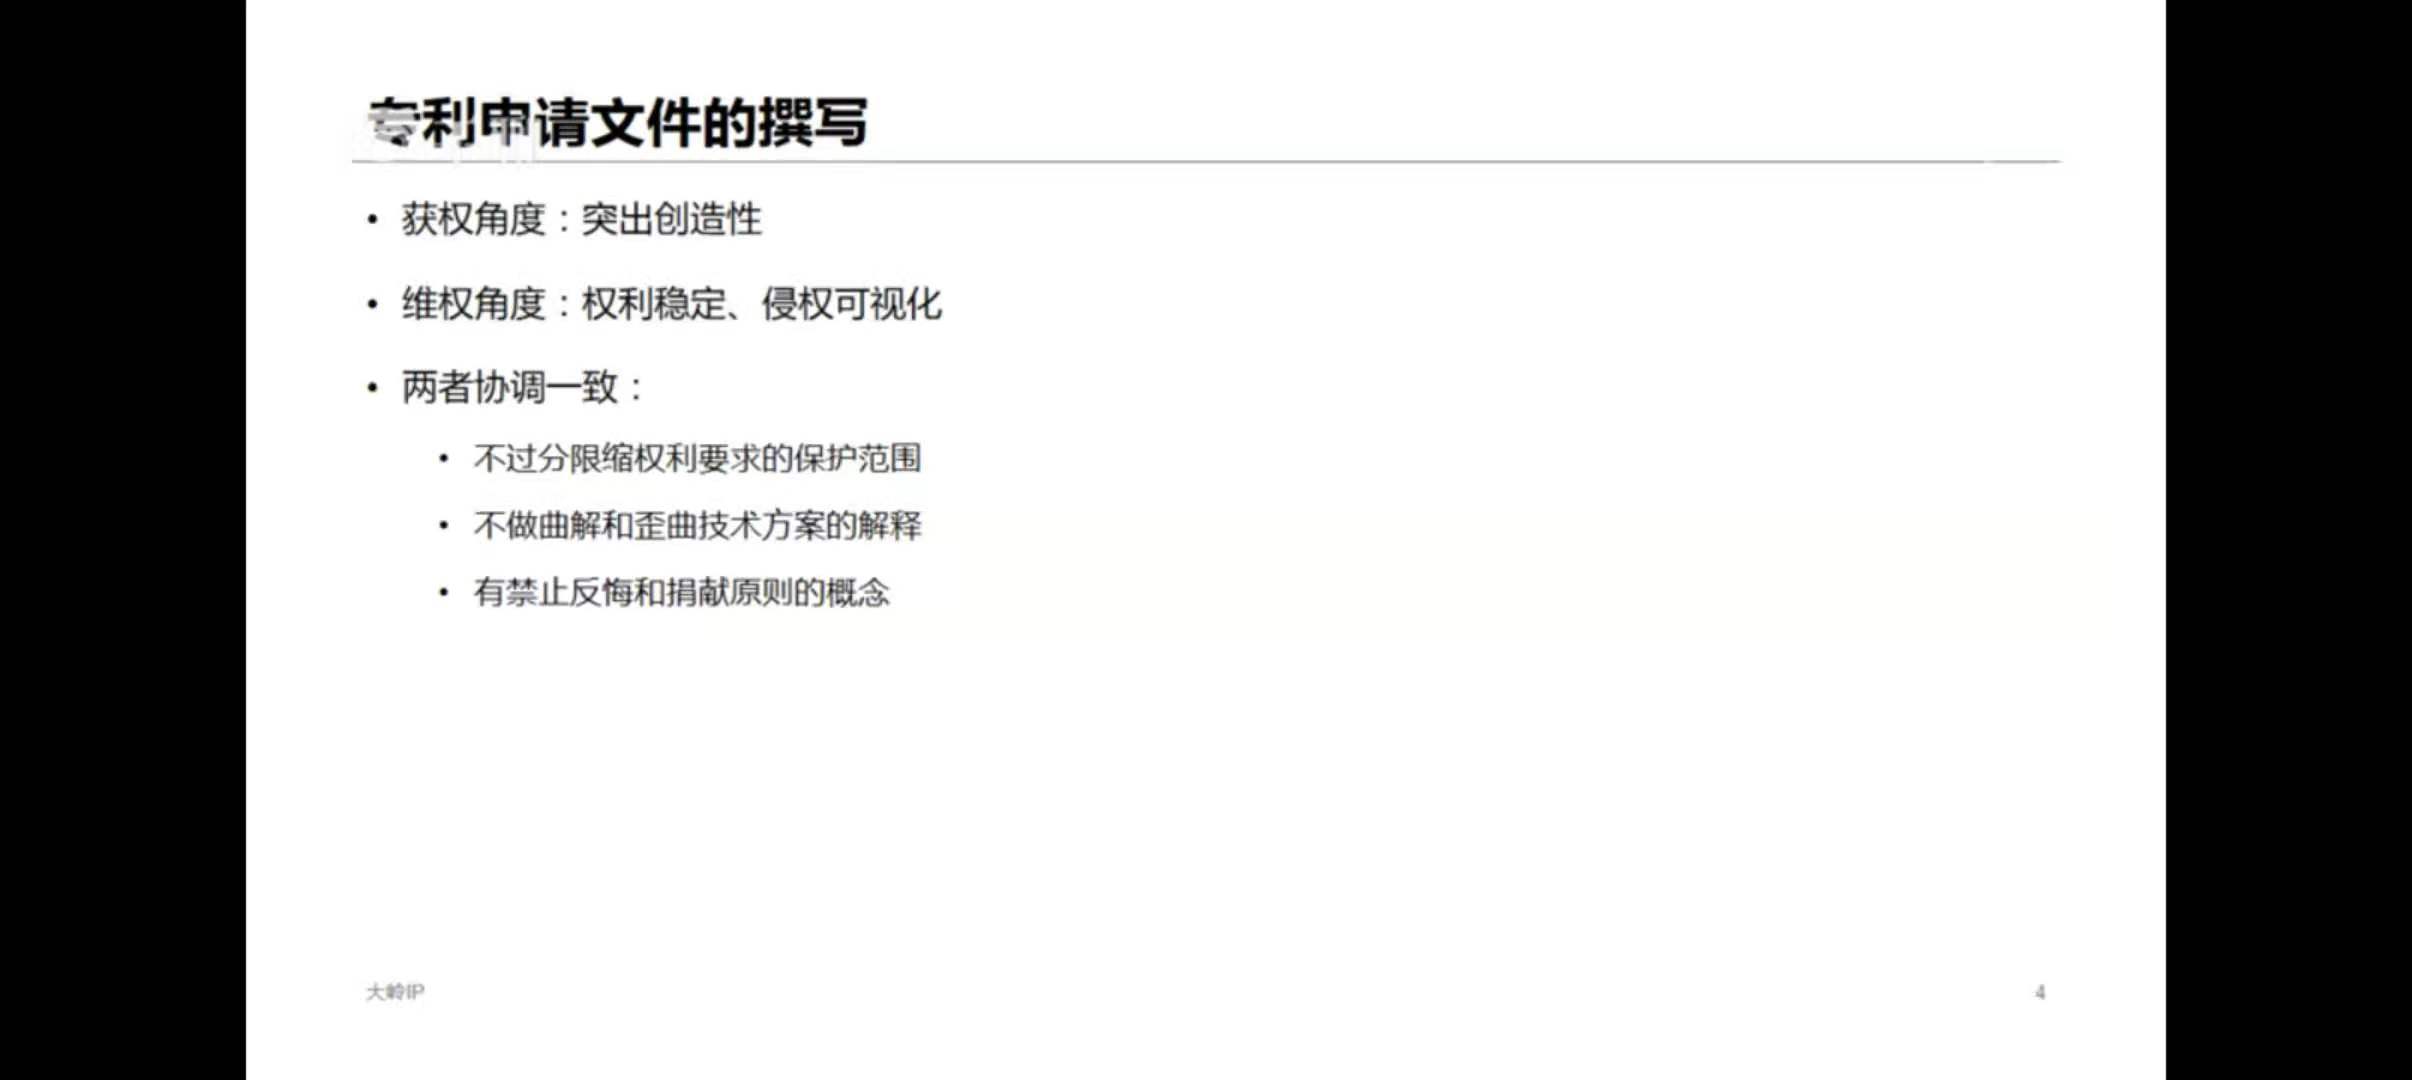 专利申请文件的撰写
• 获权角度：突出创造性
• 维权角度：权利稳定、侵权可视化
• 两者协调一致：
• 不过分限缩权利要求的保护范围
• 不做曲解和歪曲技术方案的解释
• 有禁止反悔和捐献原则的概念
大岭IP
4